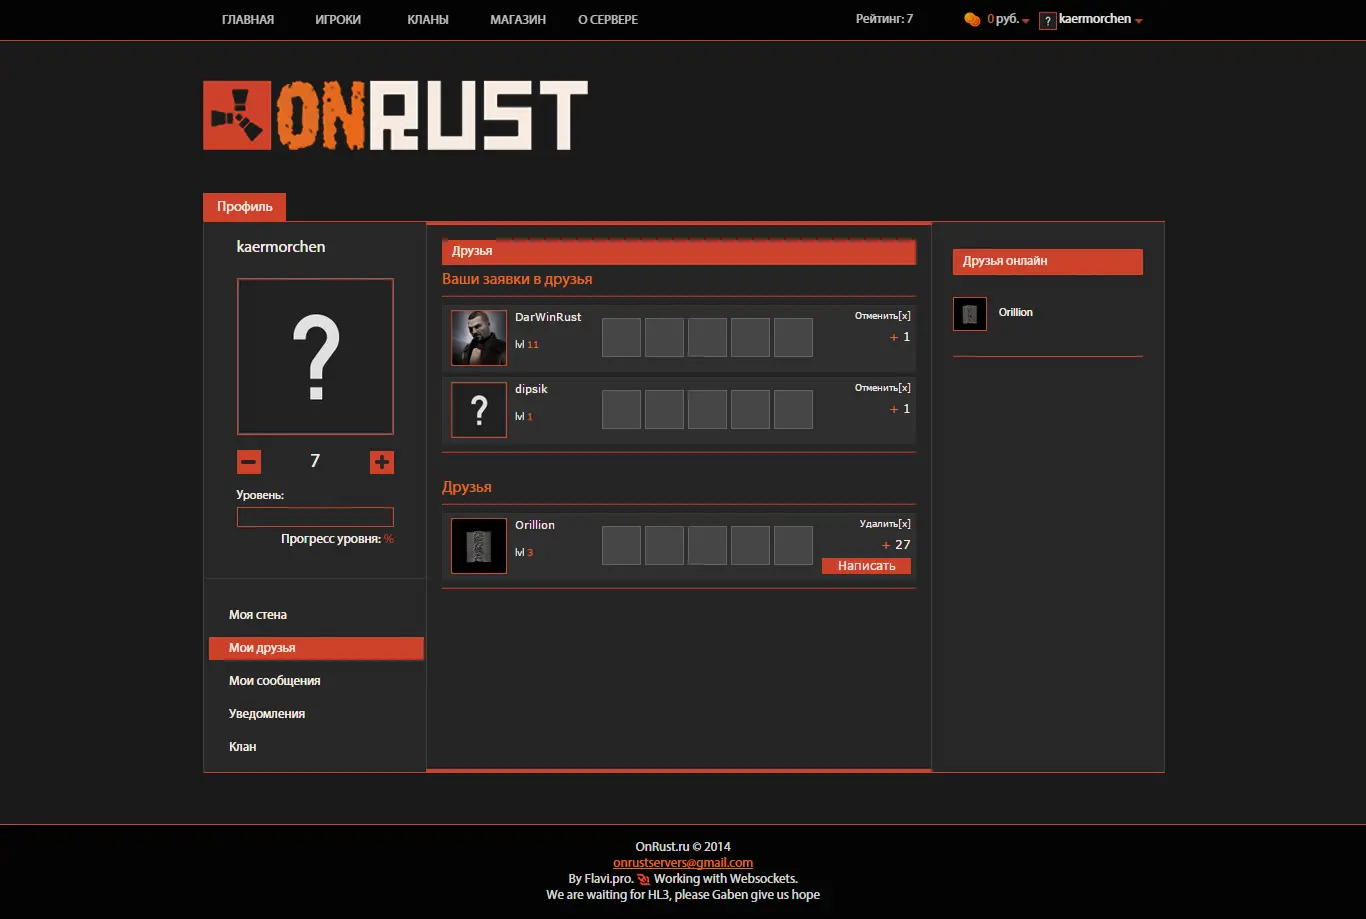 ГЛАВНАЯ ИГРОКИ КЛАНЫ МАГАЗИН О СЕРВЕРЕ Рейтинг: 7 0 руб. ? kaermorchen
ONRUST
Профиль
kaermorchen
?
7
Уровень:
Прогресс уровня: %
Моя стена
Мои друзья
Мои сообщения
Уведомления
Клан
Друзья
Ваши заявки в друзья
DarWinRust Отменить[x]
lvl 11 + 1
dipsik Отменить[x]
? lvl 1 + 1
Друзья
Orillion Удалить[x]
lvl 3 + 27
Написать
Друзья онлайн
Orillion
OnRust.ru © 2014
onrustservers@gmail.com
By Flavi.pro. Working with Websockets.
We are waiting for HL3, please Gaben give us hope